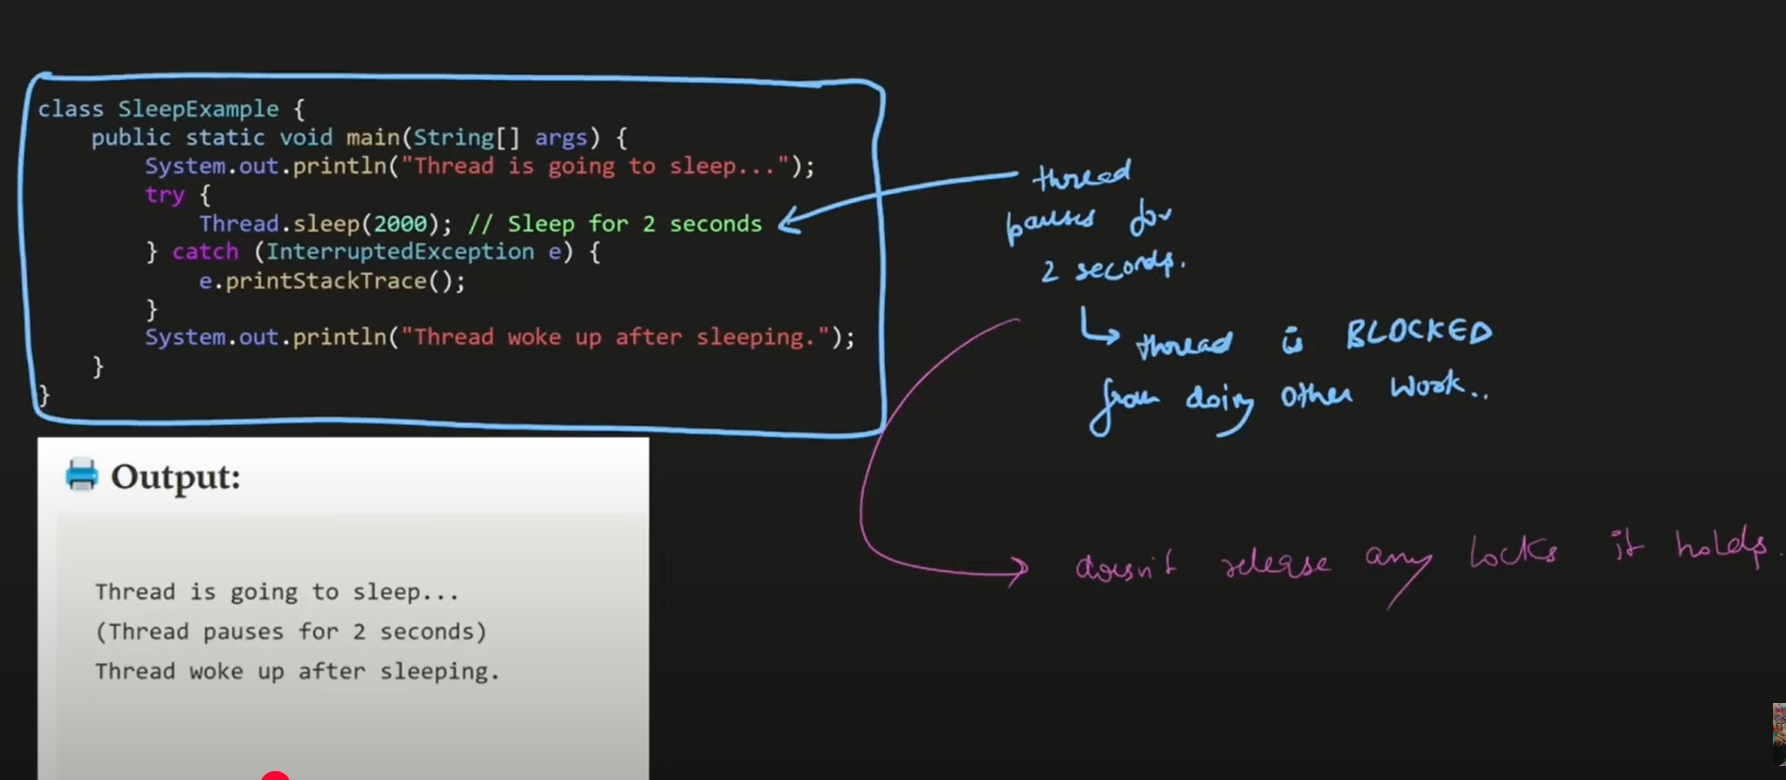 class SleepExample {
public static void main(String[] args) {
System.out.println("Thread is going to sleep...");
try {
Thread.sleep(2000); // Sleep for 2 seconds
} catch (InterruptedException e) {
e.printStackTrace();
}
System.out.println("Thread woke up after sleeping.");
}
}
thread
pauses for
2 seconds.
thread is BLOCKED
from doing other work..
doesn't release any locks it holds.
Output:
Thread is going to sleep...
(Thread pauses for 2 seconds)
Thread woke up after sleeping.